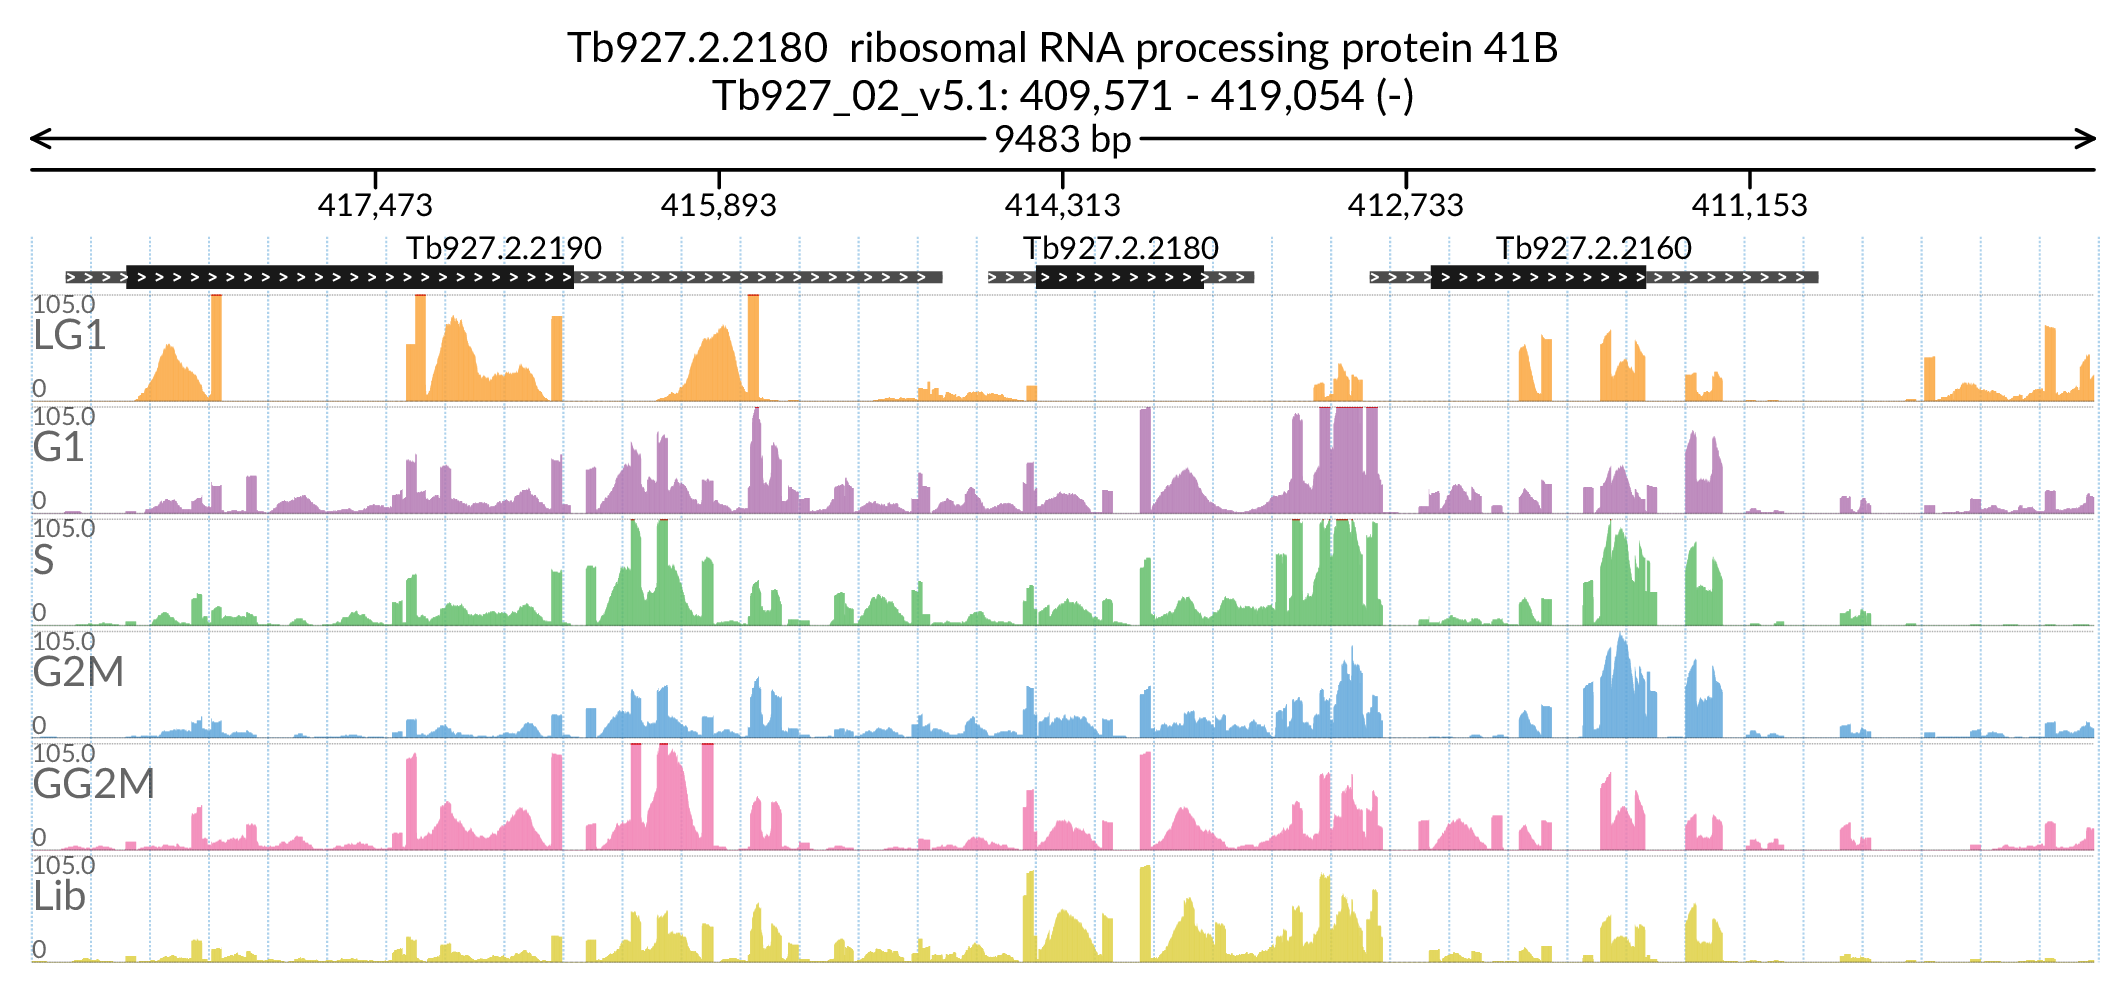 Tb927.2.2180  ribosomal RNA processing protein 41B
Tb927_02_v5.1: 409,571 - 419,054 (-)
9483 bp
417,473 415,893 414,313 412,733 411,153
Tb927.2.2190 Tb927.2.2180 Tb927.2.2160
105.0
LG1
0
105.0
G1
0
105.0
S
0
105.0
G2M
0
105.0
GG2M
0
105.0
Lib
0